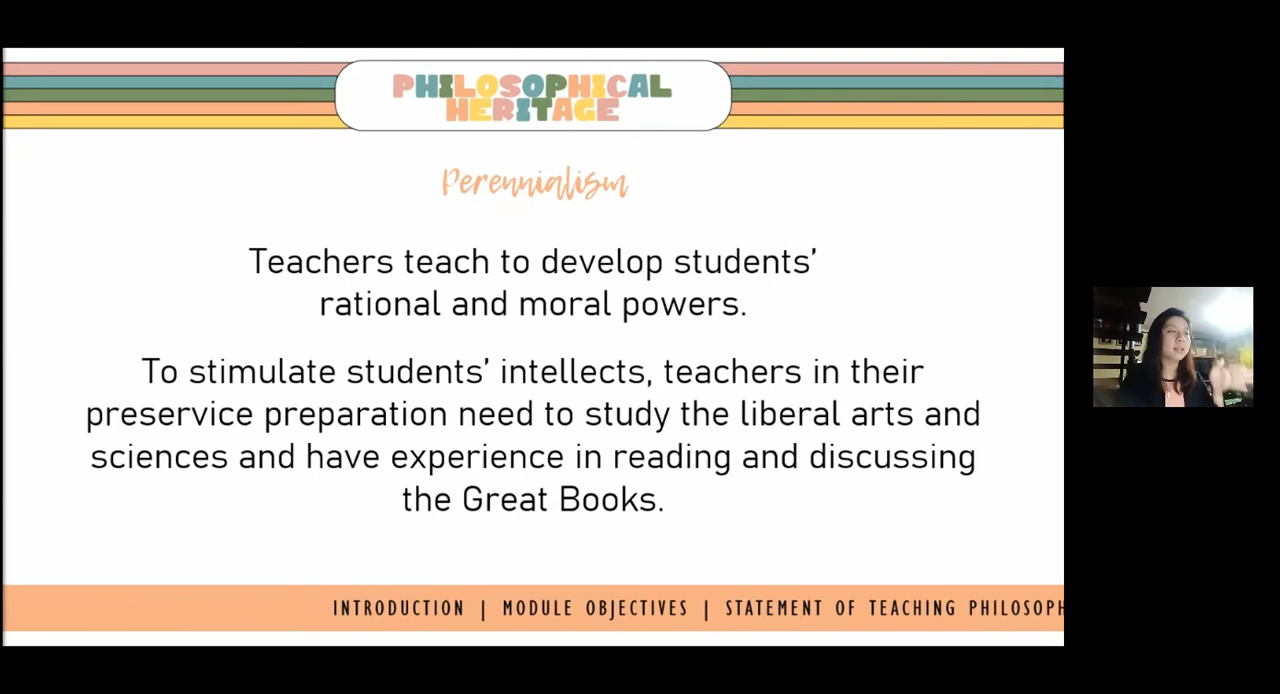 PHILOSOPHICAL
HERITAGE
Perennialism
Teachers teach to develop students’
rational and moral powers.
To stimulate students’ intellects, teachers in their
preservice preparation need to study the liberal arts and
sciences and have experience in reading and discussing
the Great Books.
INTRODUCTION | MODULE OBJECTIVES | STATEMENT OF TEACHING PHILOSOPH